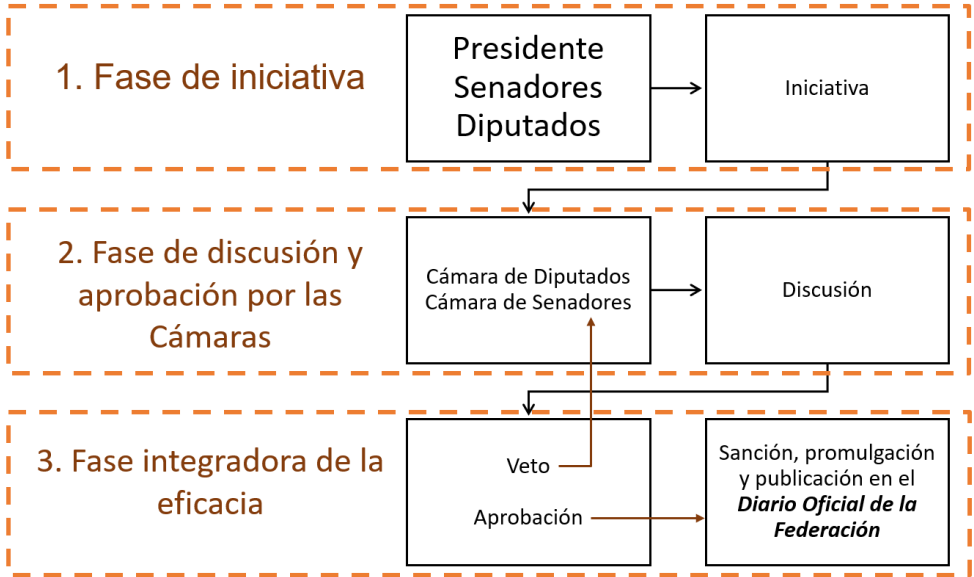 1. Fase de iniciativa
Presidente
Senadores
Diputados
Iniciativa
2. Fase de discusión y
aprobación por las
Cámaras
Cámara de Diputados
Cámara de Senadores
Discusión
3. Fase integradora de la
eficacia
Veto
Aprobación
Sanción, promulgación
y publicación en el
Diario Oficial de la
Federación